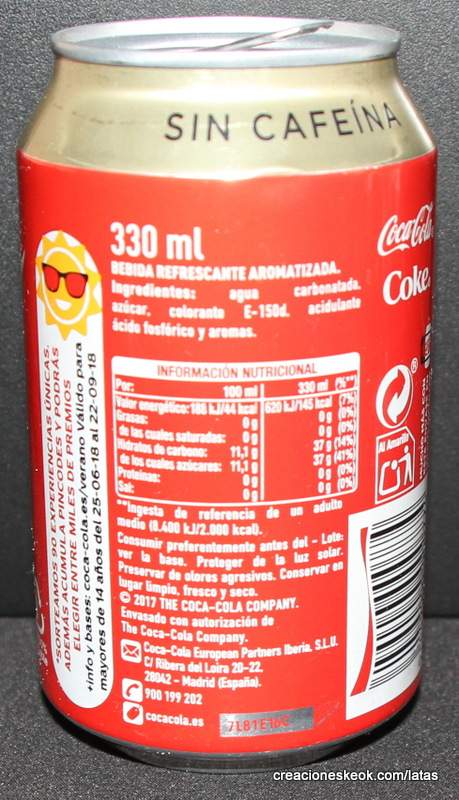 SIN CAFEÍNA
330 ml
BEBIDA REFRESCANTE AROMATIZADA.
Ingredientes: agua carbonatada,
azúcar, colorante E-150d, acidulante
ácido fosfórico y aromas.
INFORMACIÓN NUTRICIONAL
Por: 100 ml 330 ml (%**)
Valor energético: 188 kJ/44 kcal 620 kJ/145 kcal (7%)
Grasas: 0 g 0 g (0%)
de las cuales saturadas: 0 g 0 g (0%)
Hidratos de carbono: 11,1 g 37 g (14%)
de los cuales azúcares: 11,1 g 37 g (41%)
Proteínas: 0 g 0 g (0%)
Sal: 0 g 0 g (0%)
**Ingesta de referencia de un adulto
medio (8.400 kJ/2.000 kcal).
Consumir preferentemente antes del - Lote:
ver la base. Proteger de la luz solar.
Preservar de olores agresivos. Conservar en
lugar limpio, fresco y seco.
© 2017 THE COCA-COLA COMPANY.
Envasado con autorización de
The Coca-Cola Company.
Coca-Cola European Partners Iberia, S.L.U.
C/ Ribera del Loira 20-22.
28042 - Madrid (España).
900 199 202
cocacola.es
*SORTEAMOS 90 EXPERIENCIAS ÚNICAS.
ADEMÁS ACUMULA PINCODES Y PODRÁS
ELEGIR ENTRE MILES DE PREMIOS
+info y bases: coca-cola.es/verano Válido para
mayores de 14 años del 25-06-18 al 22-09-18
Coca-Cola
Coke
®
Al Amarillo
creacioneskeok.com/latas